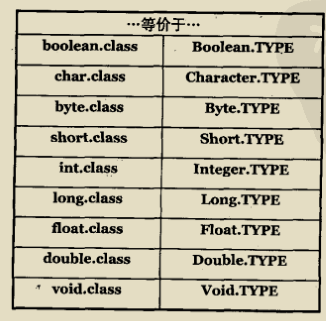 …等价于…
boolean.class Boolean.TYPE
char.class Character.TYPE
byte.class Byte.TYPE
short.class Short.TYPE
int.class Integer.TYPE
long.class Long.TYPE
float.class Float.TYPE
double.class Double.TYPE
void.class Void.TYPE